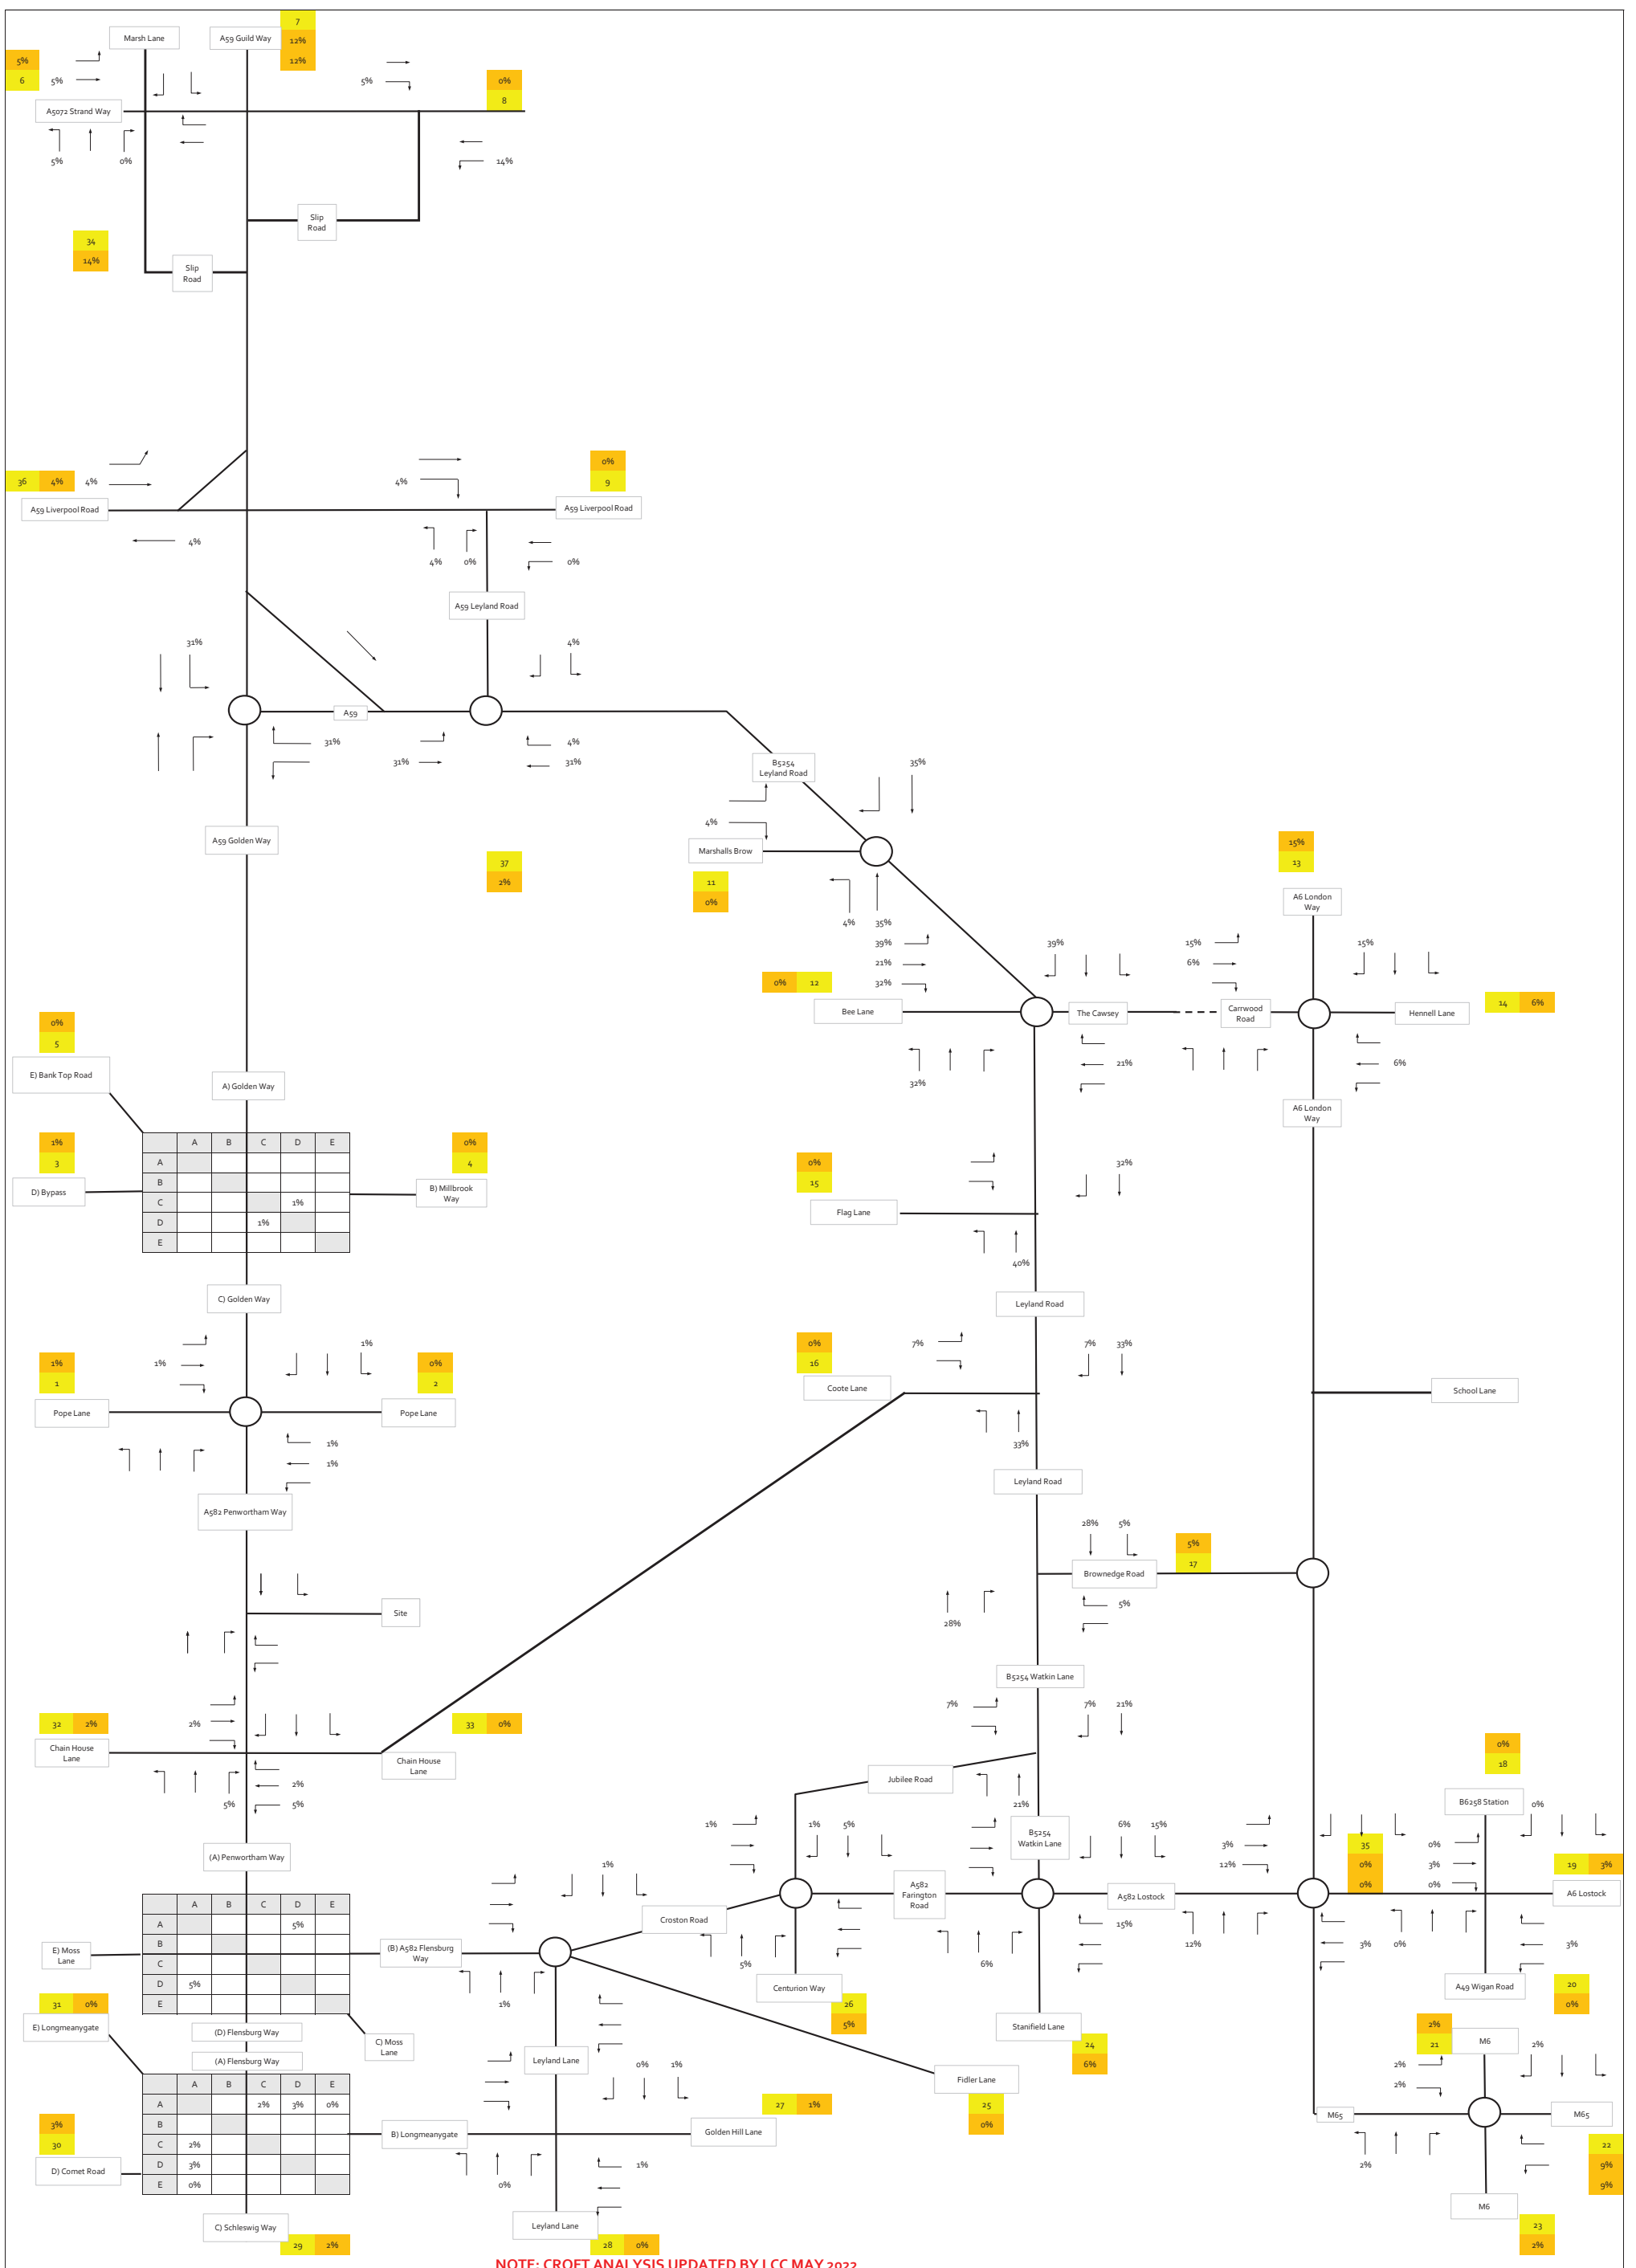 7
Marsh Lane
A59 Guild Way
12%
5%
12%
6
5%
5%
0%
8
A5072 Strand Way
5%
0%
14%
Slip
Road
34
14%
Slip
Road
0%
36
4%
4%
4%
9
A59 Liverpool Road
A59 Liverpool Road
4%
4%
0%
0%
A59 Leyland Road
31%
4%
A59
31%
4%
31%
31%
B5254
Leyland Road
35%
4%
A59 Golden Way
Marshalls Brow
15%
13
37
2%
11
0%
A6 London
Way
4%
35%
39%
39%
15%
15%
21%
6%
0%
12
32%
Bee Lane
The Cawsey
Carrwood
Road
Hennell Lane
14
6%
0%
5
E) Bank Top Road
A) Golden Way
32%
21%
6%
A6 London
Way
A
B
C
D
E
1%
3
0%
4
A
B
D) Bypass
B) Millbrook
Way
C
1%
D
1%
E
0%
15
32%
Flag Lane
40%
C) Golden Way
Leyland Road
1%
1
1%
1%
0%
2
0%
16
7%
7%
33%
Coote Lane
Pope Lane
Pope Lane
School Lane
1%
1%
33%
Leyland Road
A582 Penwortham Way
28%
5%
5%
17
Brownedge Road
Site
5%
28%
B5254 Watkin Lane
7%
7%
21%
32
2%
2%
33
0%
Chain House
Lane
Chain House
Lane
0%
18
2%
5%
5%
Jubilee Road
21%
B6258 Station
0%
1%
1%
5%
B5254
Watkin Lane
6%
15%
3%
12%
35
0%
0%
0%
3%
0%
19
3%
(A) Penwortham Way
1%
A582
Farington
Road
A582 Lostock
A6 Lostock
A
B
C
D
E
A
5%
B
C
D
5%
E
E) Moss
Lane
(B) A582 Flensburg
Way
Croston Road
5%
6%
15%
12%
3%
0%
3%
Centurion Way
26
5%
A49 Wigan Road
20
0%
1%
31
0%
E) Longmeanygate
(D) Flensburg Way
C) Moss
Lane
Stanifield Lane
24
6%
2%
21
M6
2%
(A) Flensburg Way
Leyland Lane
0%
1%
Fidler Lane
25
0%
2%
2%
A
B
C
D
E
A
2%
3%
0%
B
C
2%
D
3%
E
0%
27
1%
3%
30
B) Longmeanygate
Golden Hill Lane
M65
M65
D) Comet Road
0%
1%
2%
22
9%
9%
C) Schleswig Way
29
2%
Leyland Lane
28
0%
M6
23
2%
NOTE: CROFT ANALYSIS UPDATED BY LCC MAY 2022